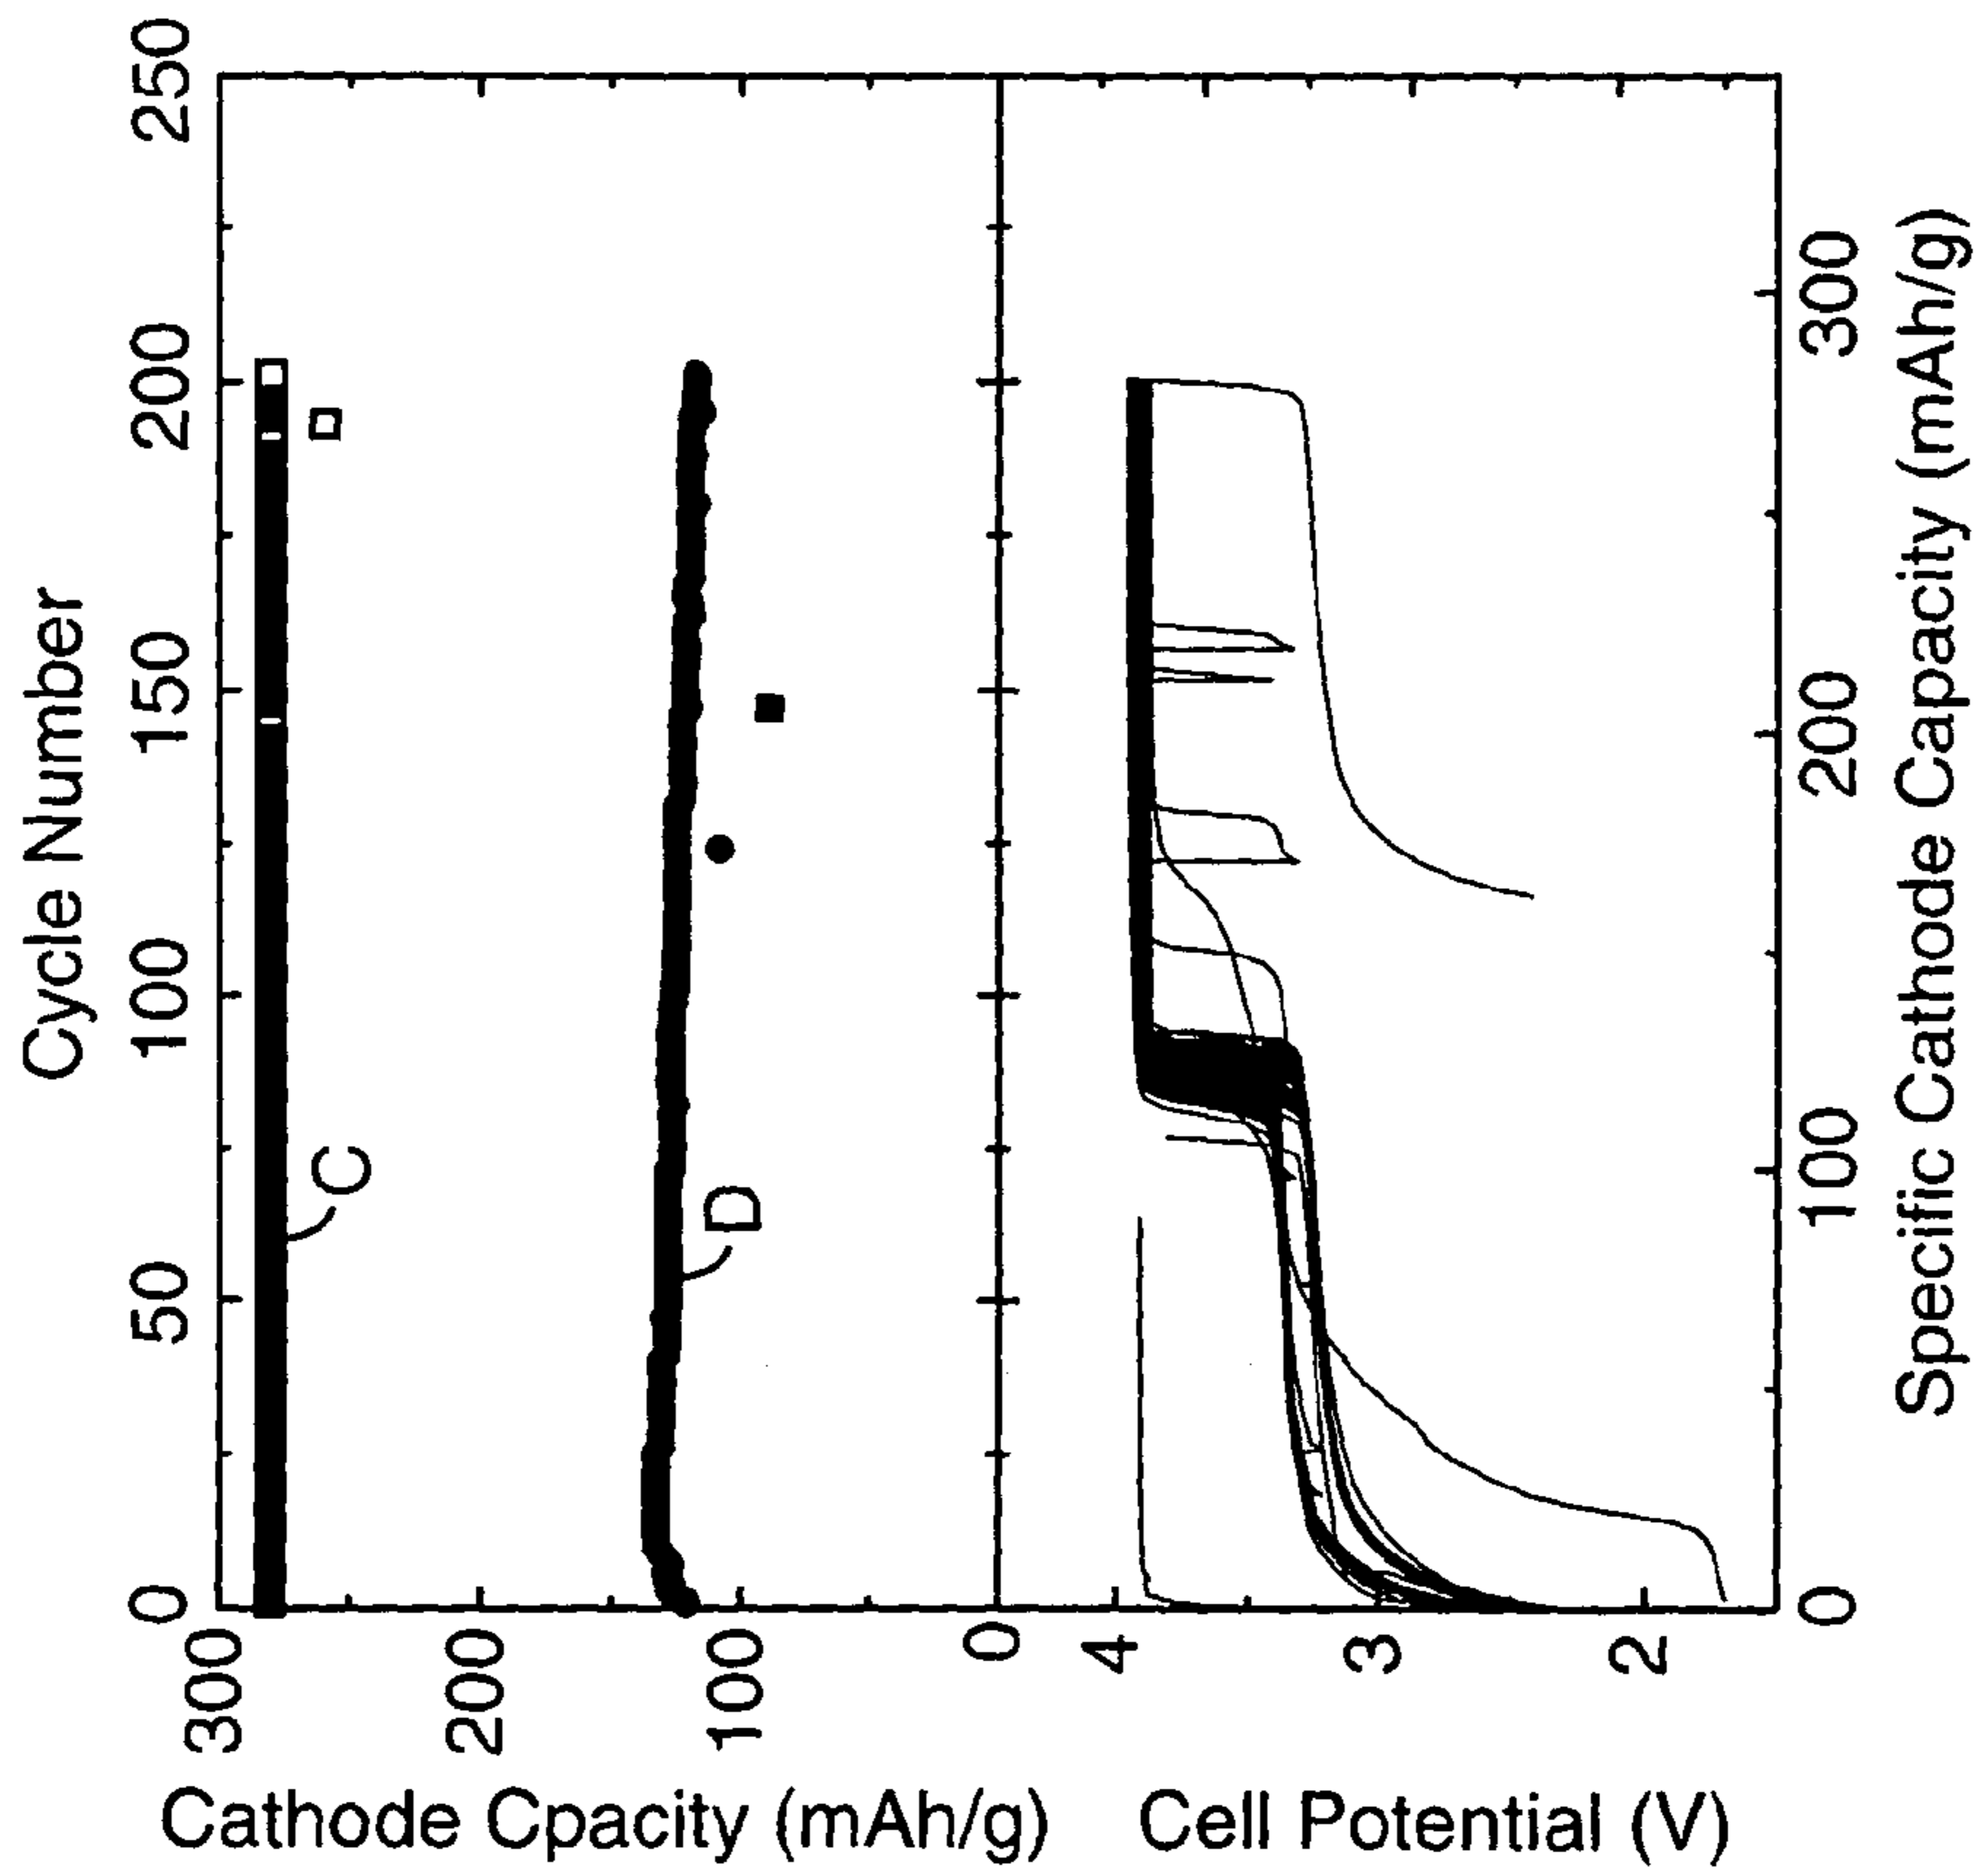 Cycle Number
0 50 100 150 200 250
300
200
100
0
Cathode Cpacity (mAh/g)
C
D
4
3
2
Cell Potential (V)
0 100 200 300
Specific Cathode Capacity (mAh/g)